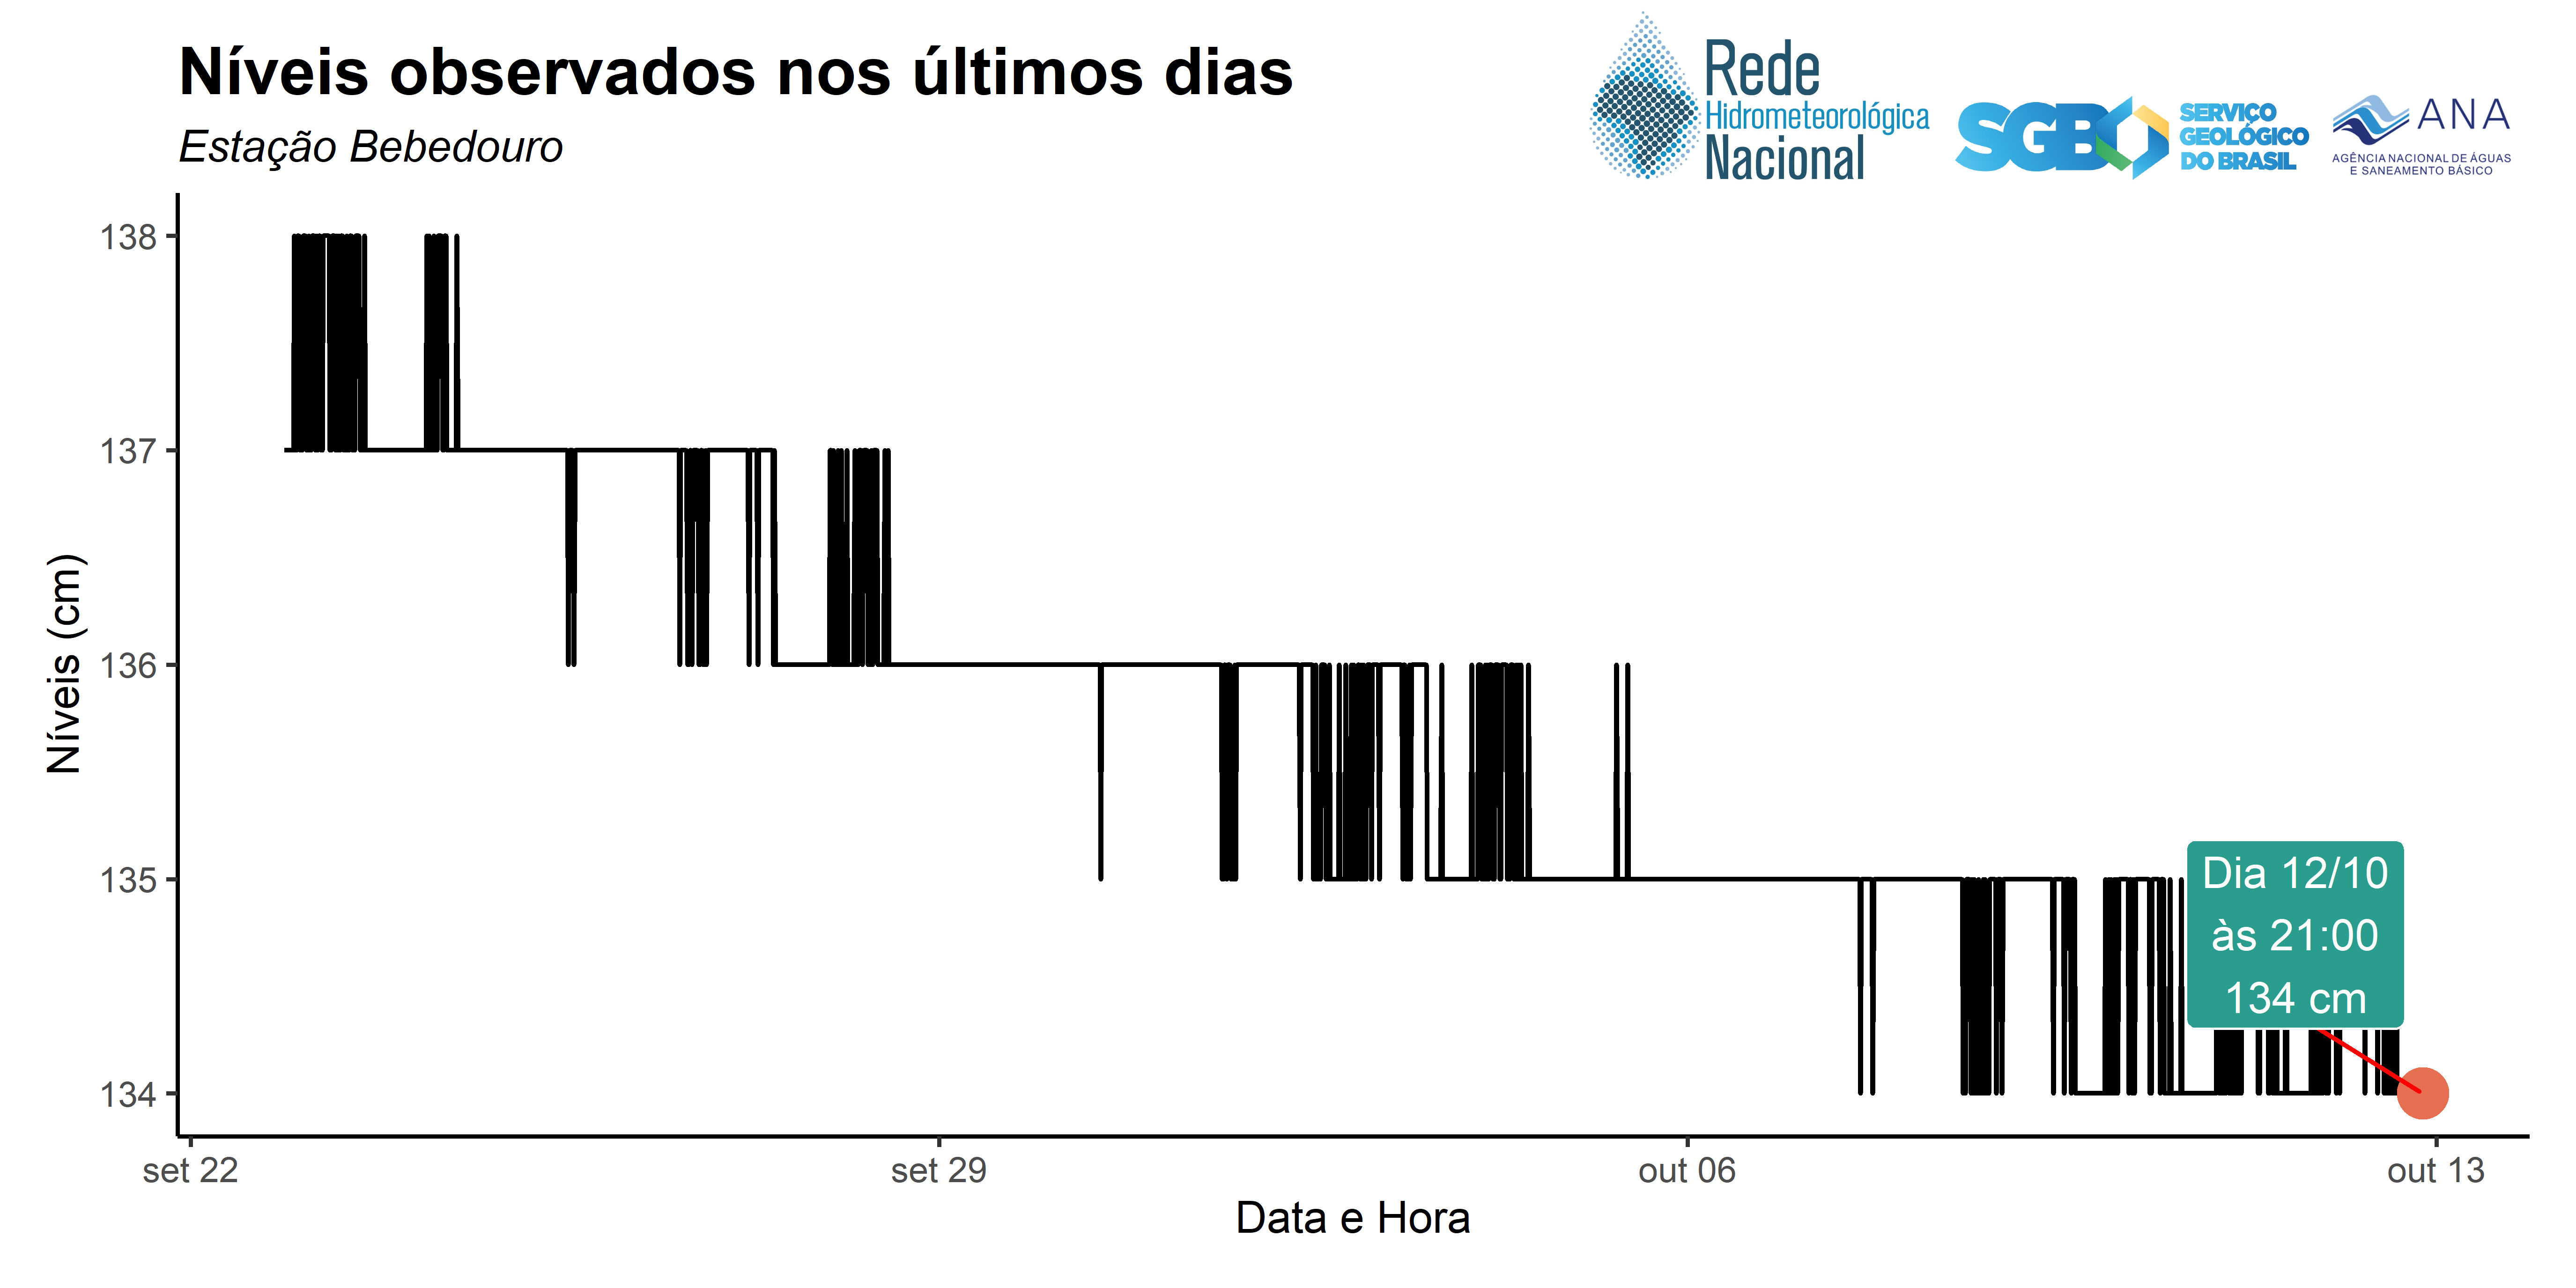 Níveis observados nos últimos dias
Estação Bebedouro
Rede
Hidrometeorológica
Nacional
SGB
SERVIÇO
GEOLÓGICO
DO BRASIL
ANA
AGÊNCIA NACIONAL DE ÁGUAS
E SANEAMENTO BÁSICO
138
137
136
135
134
Níveis (cm)
Dia 12/10
às 21:00
134 cm
set 22
set 29
out 06
out 13
Data e Hora